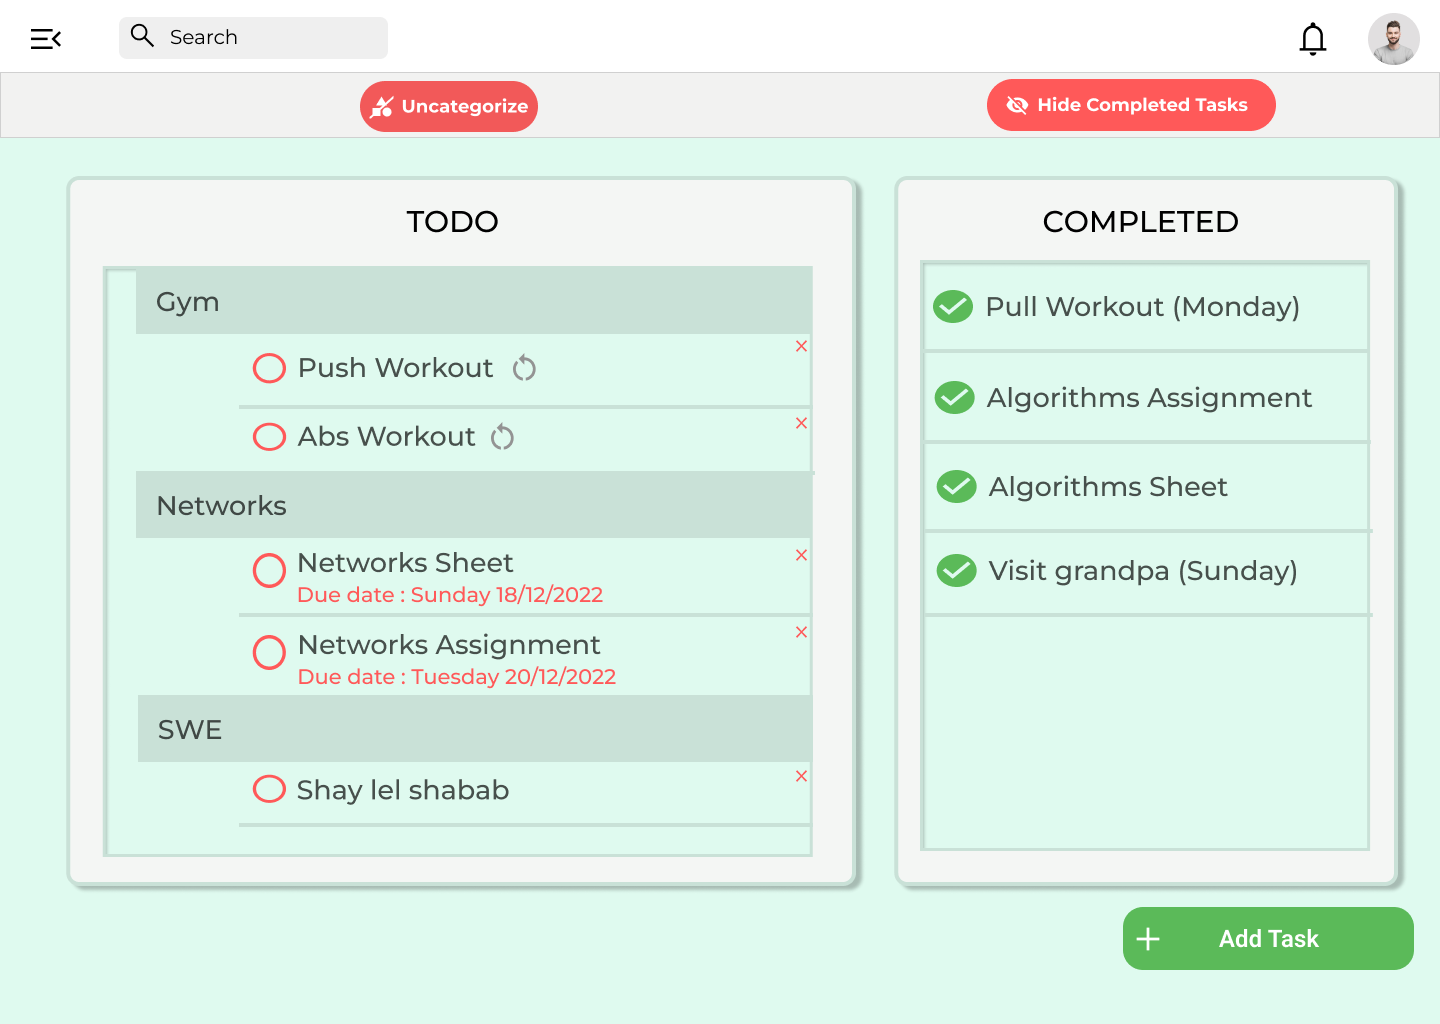 Search
Uncategorize
Hide Completed Tasks
TODO
Gym
Push Workout
Abs Workout
Networks
Networks Sheet
Due date : Sunday 18/12/2022
Networks Assignment
Due date : Tuesday 20/12/2022
SWE
Shay lel shabab
COMPLETED
Pull Workout (Monday)
Algorithms Assignment
Algorithms Sheet
Visit grandpa (Sunday)
Add Task